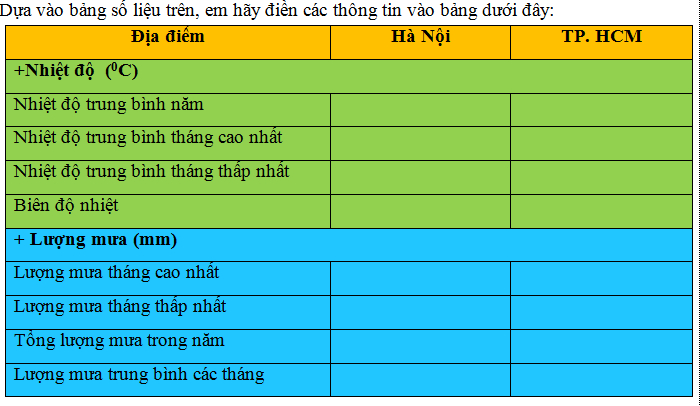 Dựa vào bảng số liệu trên, em hãy điền các thông tin vào bảng dưới đây:
Địa điểm Hà Nội TP. HCM
+Nhiệt độ (⁰C)
Nhiệt độ trung bình năm
Nhiệt độ trung bình tháng cao nhất
Nhiệt độ trung bình tháng thấp nhất
Biên độ nhiệt
+ Lượng mưa (mm)
Lượng mưa tháng cao nhất
Lượng mưa tháng thấp nhất
Tổng lượng mưa trong năm
Lượng mưa trung bình các tháng